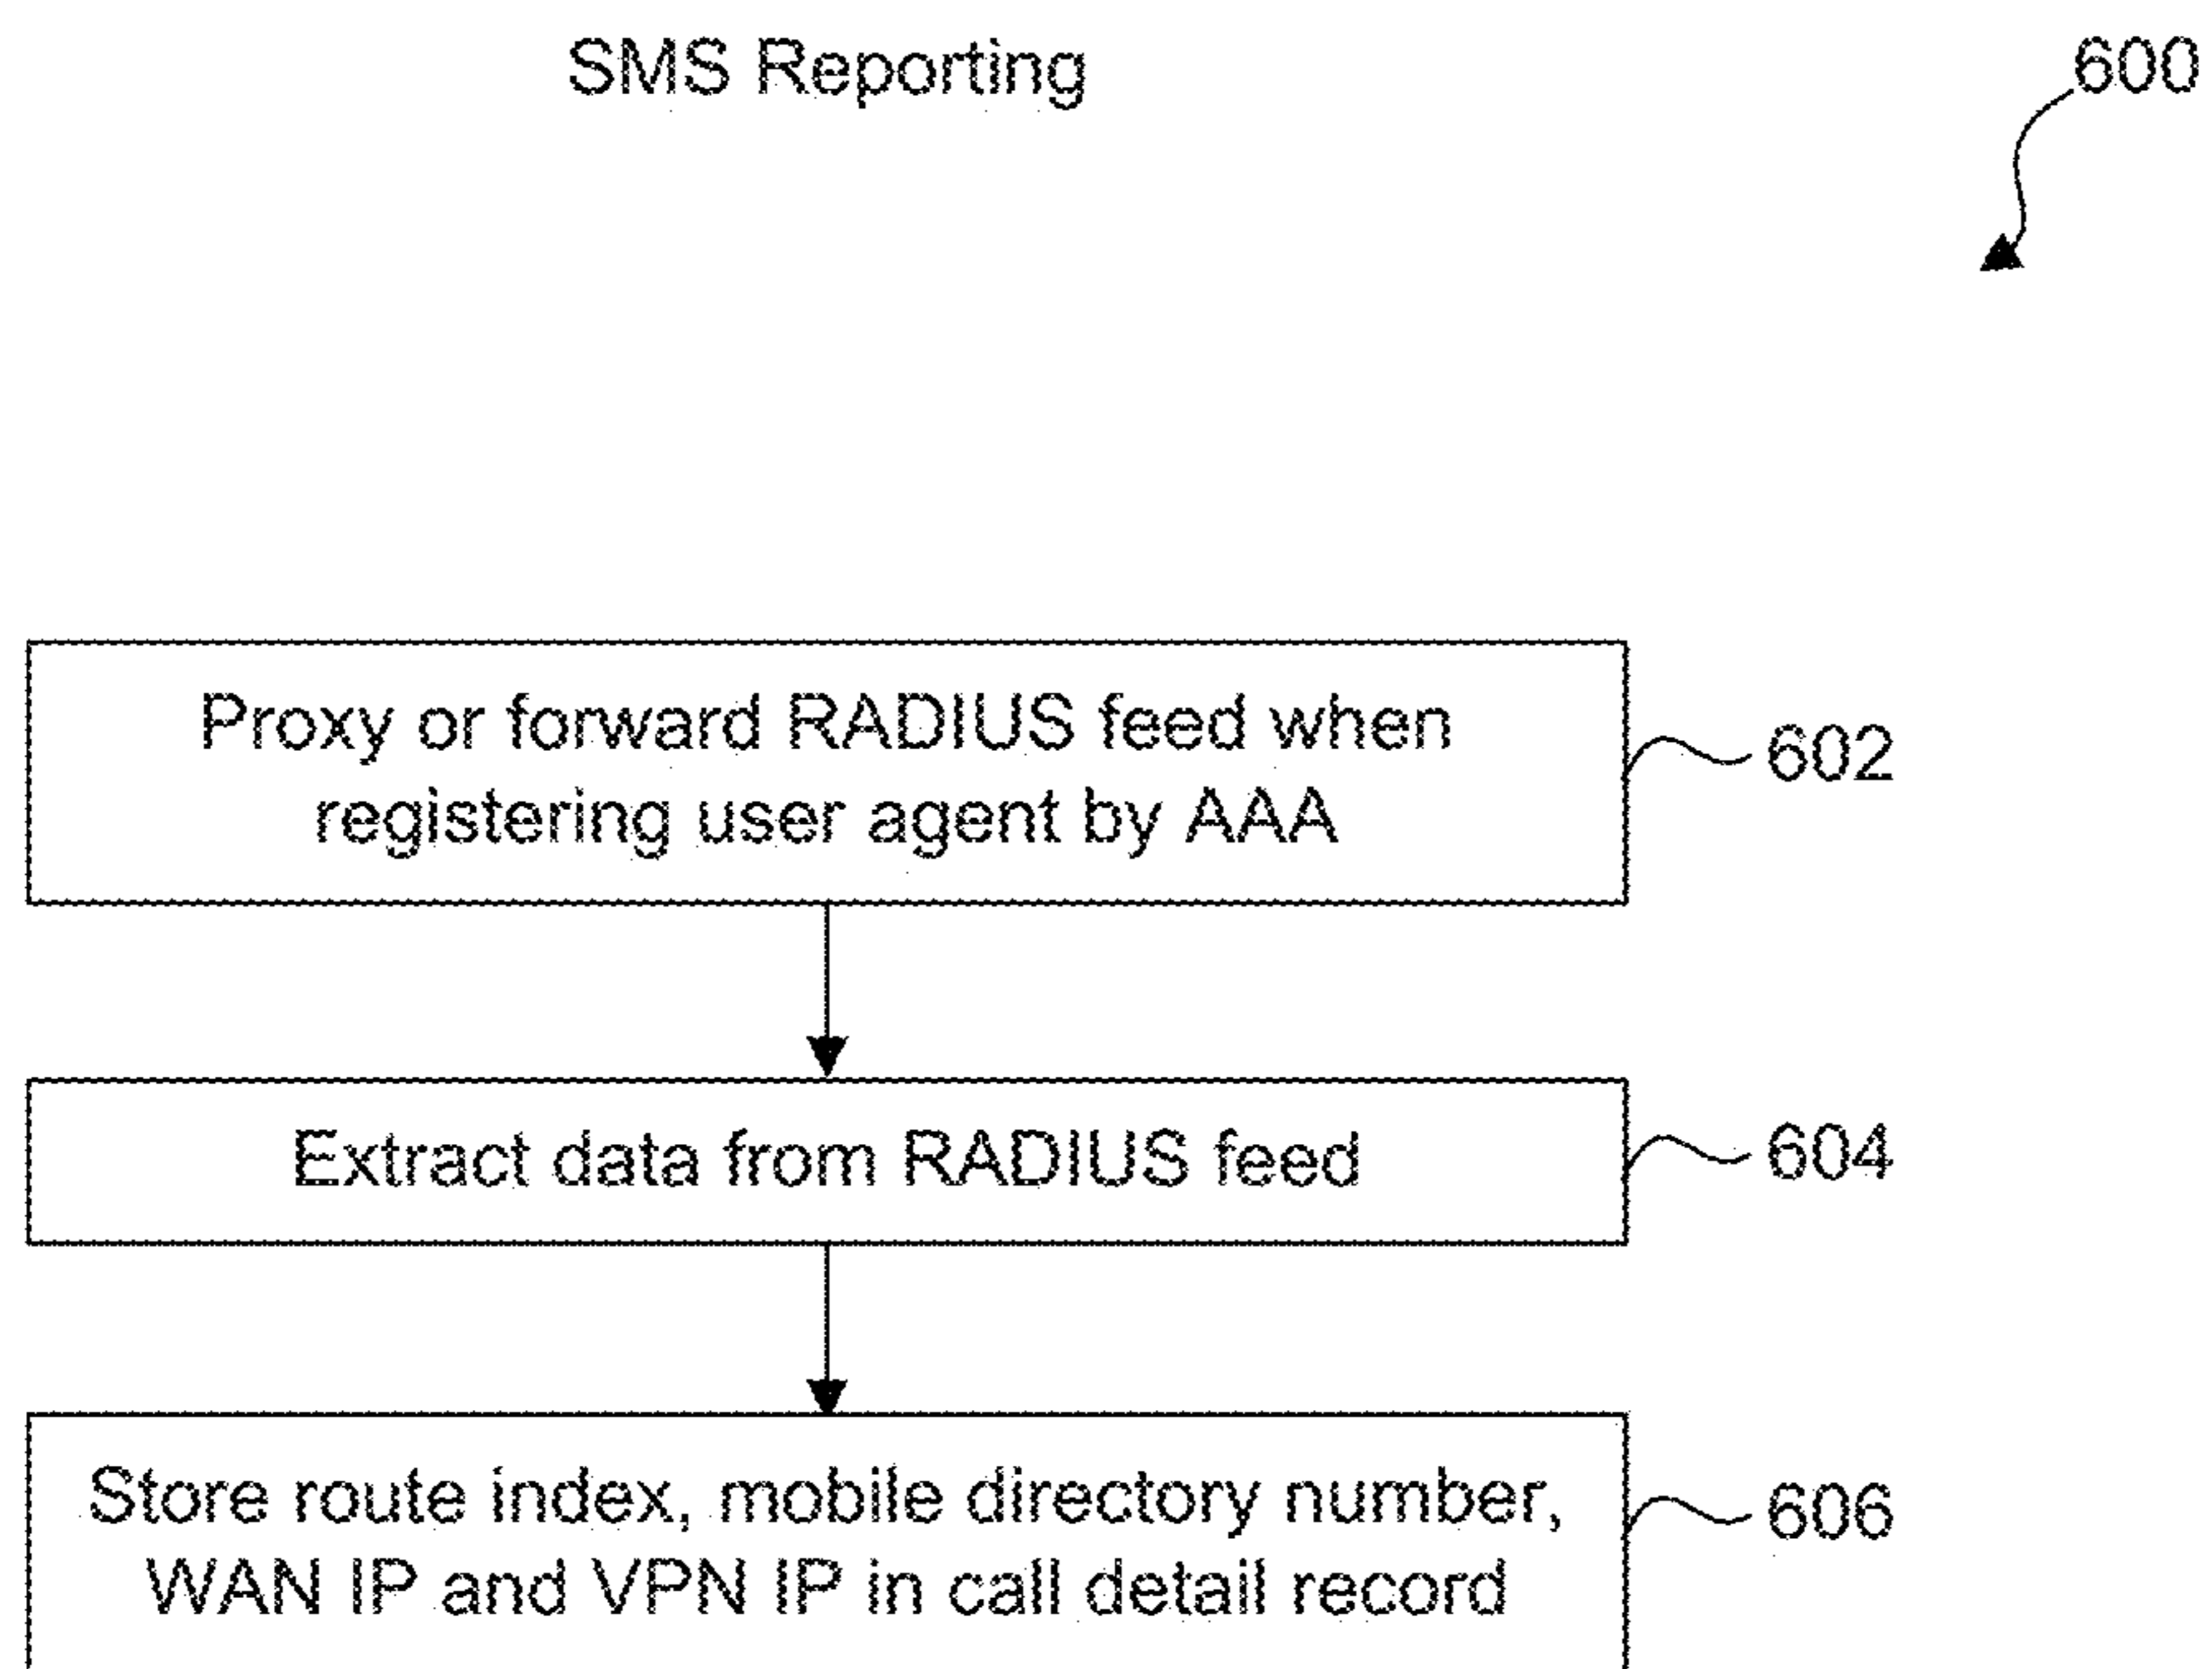 SMS Reporting
600
Proxy or forward RADIUS feed when
registering user agent by AAA
602
Extract data from RADIUS feed
604
Store route index, mobile directory number,
WAN IP and VPN IP in call detail record
606